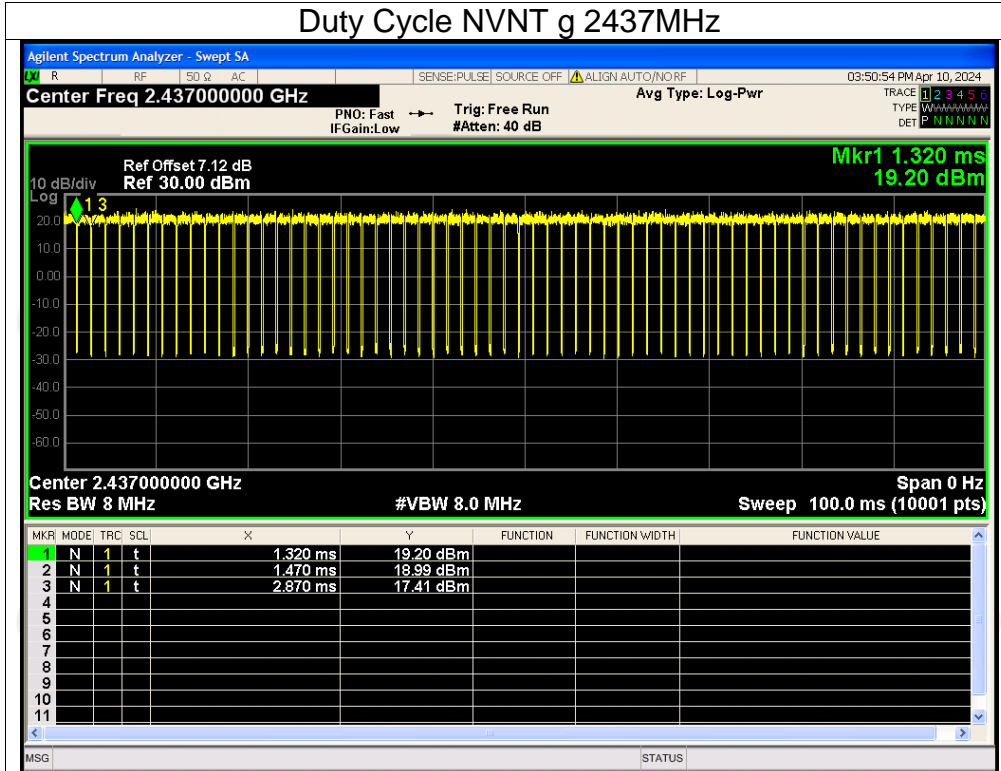 Duty Cycle NVNT g 2437MHz
Agilent Spectrum Analyzer - Swept SA
LXI R RF 50 Ω AC SENSE:PULSE SOURCE OFF ALIGN AUTO/NO RF 03:50:54 PM Apr 10, 2024
Center Freq 2.437000000 GHz Avg Type: Log-Pwr TRACE 1 2 3 4 5 6
PNO: Fast Trig: Free Run TYPE WWWWWW
IFGain:Low #Atten: 40 dB DET P N N N N N
Mkr1 1.320 ms
Ref Offset 7.12 dB
10 dB/div Ref 30.00 dBm 19.20 dBm
Log
1 3
20.0
10.0
0.00
-10.0
-20.0
-30.0
-40.0
-50.0
-60.0
Center 2.437000000 GHz Span 0 Hz
Res BW 8 MHz #VBW 8.0 MHz Sweep 100.0 ms (10001 pts)
MKR MODE TRC SCL X Y FUNCTION FUNCTION WIDTH FUNCTION VALUE
1 N 1 t 1.320 ms 19.20 dBm
2 N 1 t 1.470 ms 18.99 dBm
3 N 1 t 2.870 ms 17.41 dBm
4
5
6
7
8
9
10
11
MSG STATUS